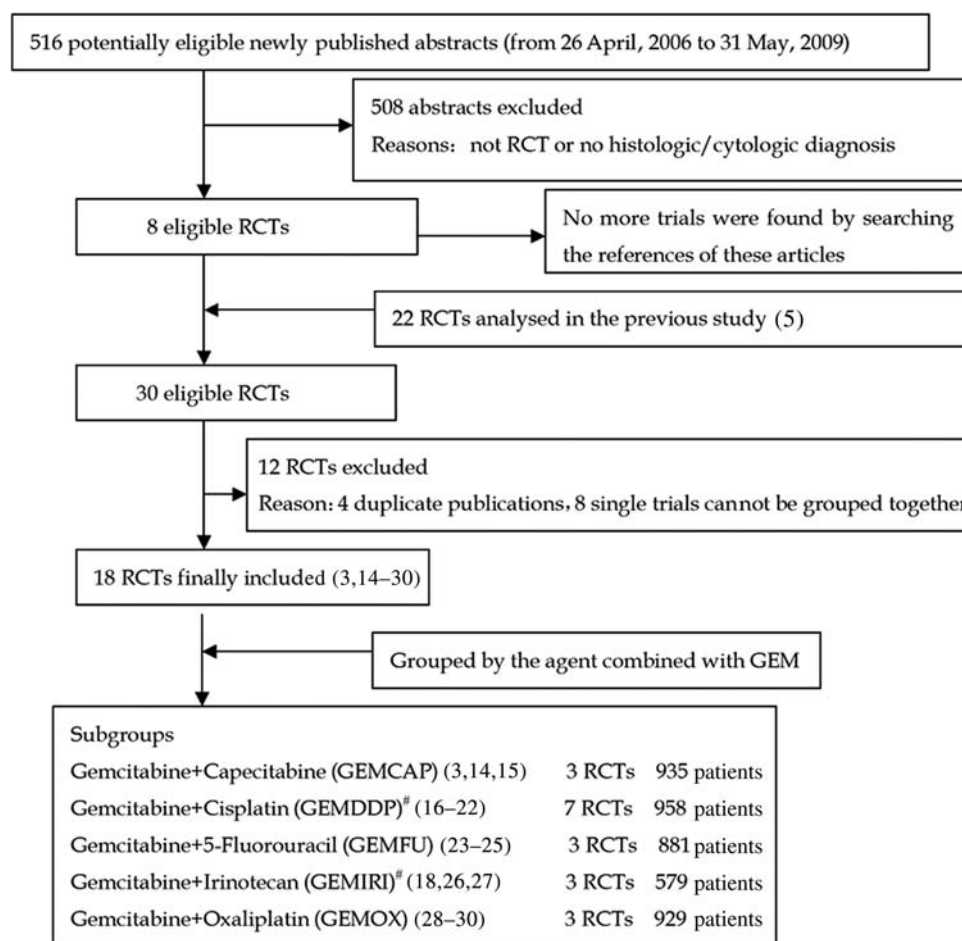 516 potentially eligible newly published abstracts (from 26 April, 2006 to 31 May, 2009)
508 abstracts excluded
Reasons: not RCT or no histologic/cytologic diagnosis
8 eligible RCTs
No more trials were found by searching
the references of these articles
22 RCTs analysed in the previous study (5)
30 eligible RCTs
12 RCTs excluded
Reason: 4 duplicate publications, 8 single trials cannot be grouped together
18 RCTs finally included (3,14–30)
Grouped by the agent combined with GEM
Subgroups
Gemcitabine+Capecitabine (GEMCAP) (3,14,15) 3 RCTs 935 patients
Gemcitabine+Cisplatin (GEMDDP)# (16–22) 7 RCTs 958 patients
Gemcitabine+5-Fluorouracil (GEMFU) (23–25) 3 RCTs 881 patients
Gemcitabine+Irinotecan (GEMIRI)# (18,26,27) 3 RCTs 579 patients
Gemcitabine+Oxaliplatin (GEMOX) (28–30) 3 RCTs 929 patients